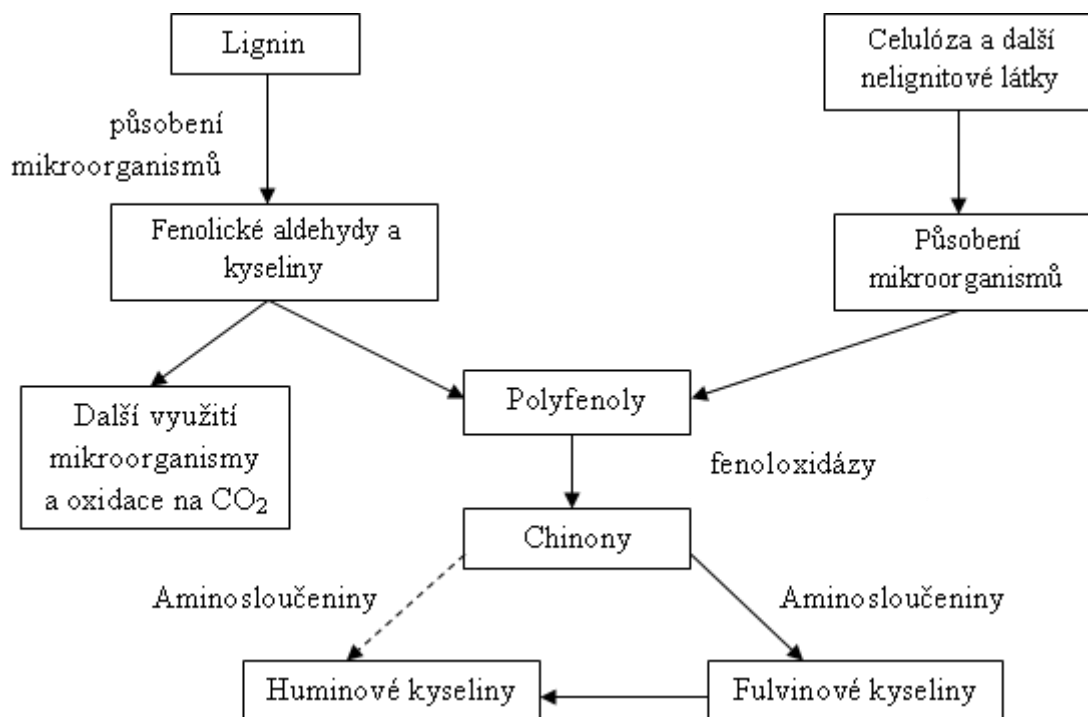 Lignin
Celulóza a další
nelignitové látky
působení
mikroorganismů
Fenolické aldehydy a
kyseliny
Působení
mikroorganismů
Další využití
mikroorganismy
a oxidace na CO₂
Polyfenoly
fenoloxidázy
Chinony
Aminosloučeniny
Aminosloučeniny
Huminové kyseliny
Fulvinové kyseliny